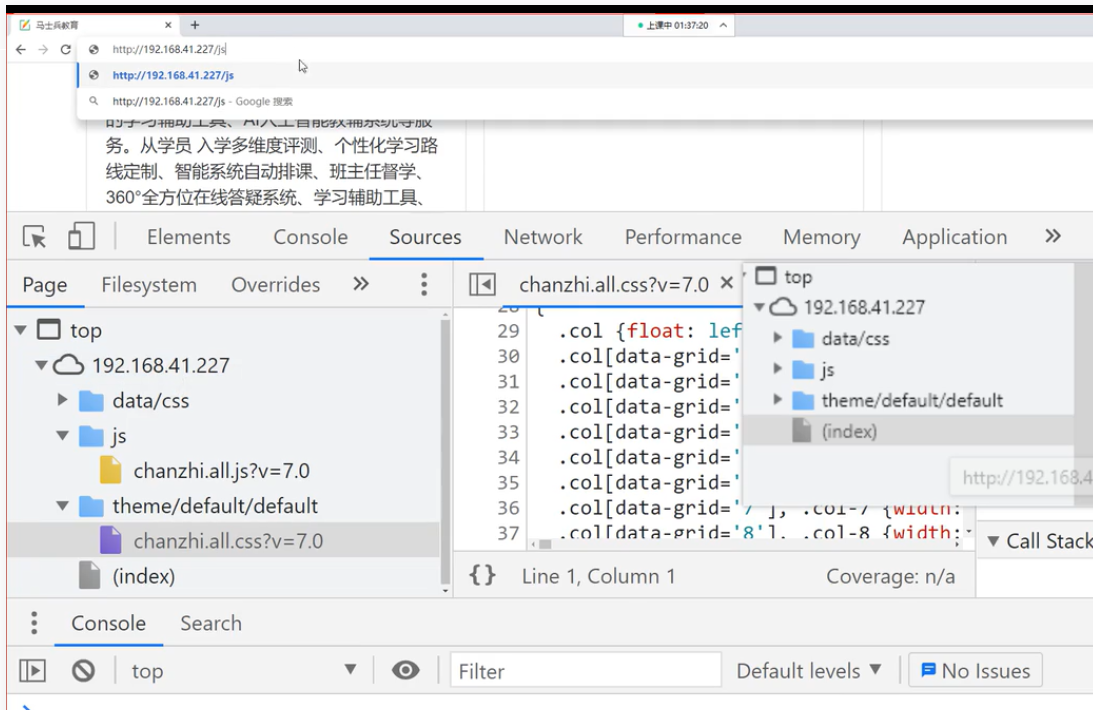 马士兵教育
上课中 01:37:20
http://192.168.41.227/js
http://192.168.41.227/js
http://192.168.41.227/js - Google 搜索
的学习辅助工具、AI人工智能教辅系统等服
务。从学员 入学多维度评测、个性化学习路
线定制、智能系统自动排课、班主任督学、
360°全方位在线答疑系统、学习辅助工具、
Elements Console Sources Network Performance Memory Application
Page Filesystem Overrides
chanzhi.all.css?v=7.0
top
192.168.41.227
data/css
js
chanzhi.all.js?v=7.0
theme/default/default
chanzhi.all.css?v=7.0
(index)
28 {
29 .col {float: lef
30 .col[data-grid='
31 .col[data-grid='
32 .col[data-grid='
33 .col[data-grid='
34 .col[data-grid='
35 .col[data-grid='
36 .col[data-grid='7'], .col-7 {width:
37 .col[data-grid='8'], .col-8 {width:
top
192.168.41.227
data/css
js
theme/default/default
(index)
http://192.168.4
{} Line 1, Column 1 Coverage: n/a
Call Stack
Console Search
top Filter Default levels No Issues